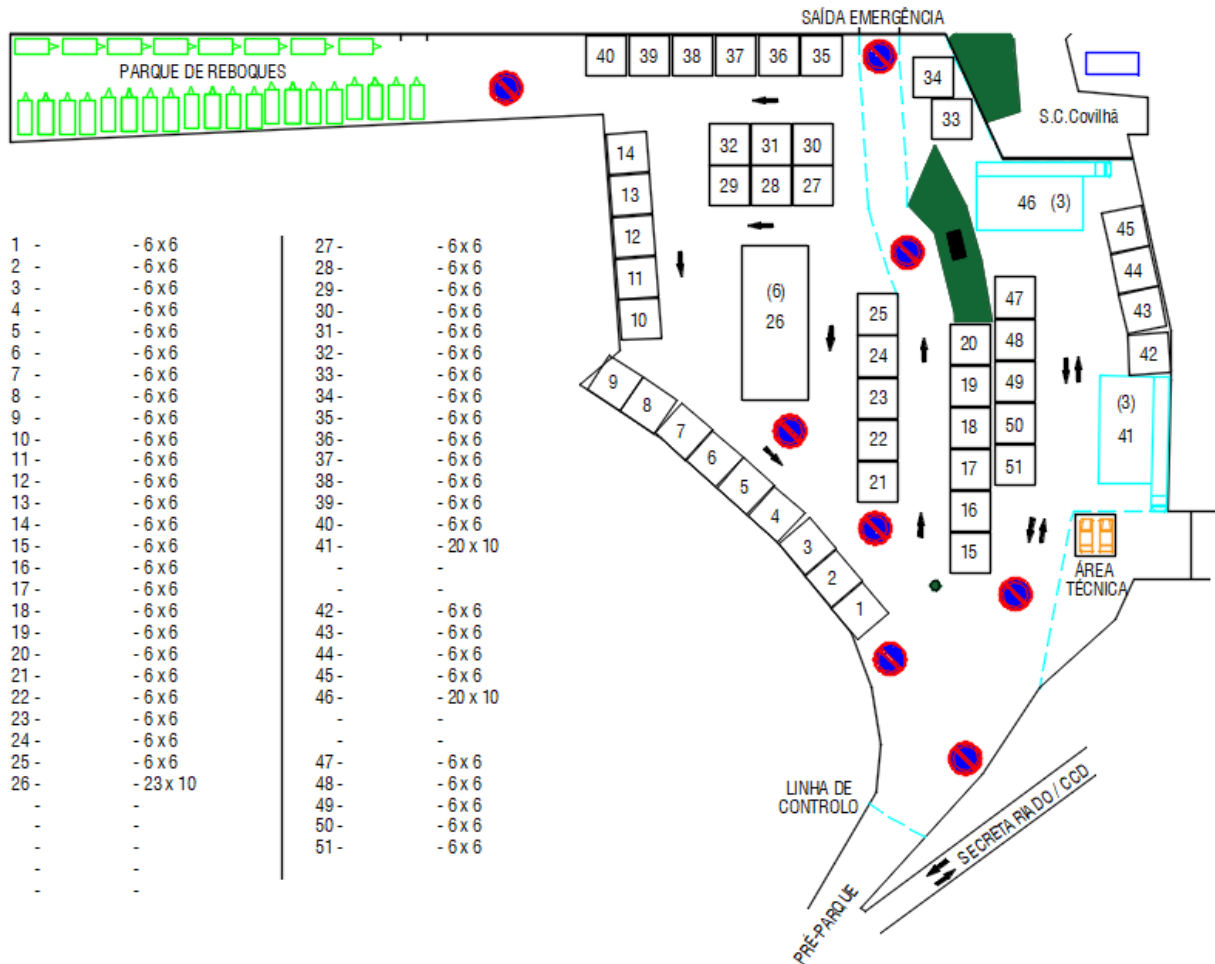 SAÍDA EMERGÊNCIA
PARQUE DE REBOQUES
40 39 38 37 36 35
34
33
S.C.Covilhã
32 31 30
29 28 27
14
13
12
11
10
46 (3)
45
44
43
42
(6)
26
25
24
23
22
21
20
19
18
17
16
15
47
48
49
50
51
(3)
41
9
8
7
6
5
4
3
2
1
ÁREA
TÉCNICA
LINHA DE
CONTROLO
SECRETARIADO / CCD
PRÉ-PARQUE
1 - - 6 x 6
2 - - 6 x 6
3 - - 6 x 6
4 - - 6 x 6
5 - - 6 x 6
6 - - 6 x 6
7 - - 6 x 6
8 - - 6 x 6
9 - - 6 x 6
10 - - 6 x 6
11 - - 6 x 6
12 - - 6 x 6
13 - - 6 x 6
14 - - 6 x 6
15 - - 6 x 6
16 - - 6 x 6
17 - - 6 x 6
18 - - 6 x 6
19 - - 6 x 6
20 - - 6 x 6
21 - - 6 x 6
22 - - 6 x 6
23 - - 6 x 6
24 - - 6 x 6
25 - - 6 x 6
26 - - 23 x 10
- -
- -
- -
- -
- -
27 - - 6 x 6
28 - - 6 x 6
29 - - 6 x 6
30 - - 6 x 6
31 - - 6 x 6
32 - - 6 x 6
33 - - 6 x 6
34 - - 6 x 6
35 - - 6 x 6
36 - - 6 x 6
37 - - 6 x 6
38 - - 6 x 6
39 - - 6 x 6
40 - - 6 x 6
41 - - 20 x 10
- -
- -
42 - - 6 x 6
43 - - 6 x 6
44 - - 6 x 6
45 - - 6 x 6
46 - - 20 x 10
- -
- -
47 - - 6 x 6
48 - - 6 x 6
49 - - 6 x 6
50 - - 6 x 6
51 - - 6 x 6